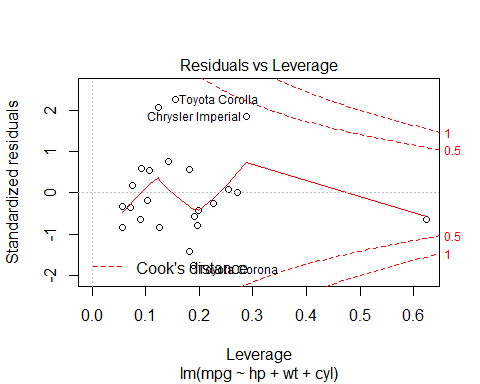 Residuals vs Leverage
Standardized residuals
2
1
0
-1
-2
Toyota Corolla
Chrysler Imperial
1
0.5
0.5
1
Cook's distance
Toyota Corona
0.0 0.1 0.2 0.3 0.4 0.5 0.6
Leverage
lm(mpg ~ hp + wt + cyl)